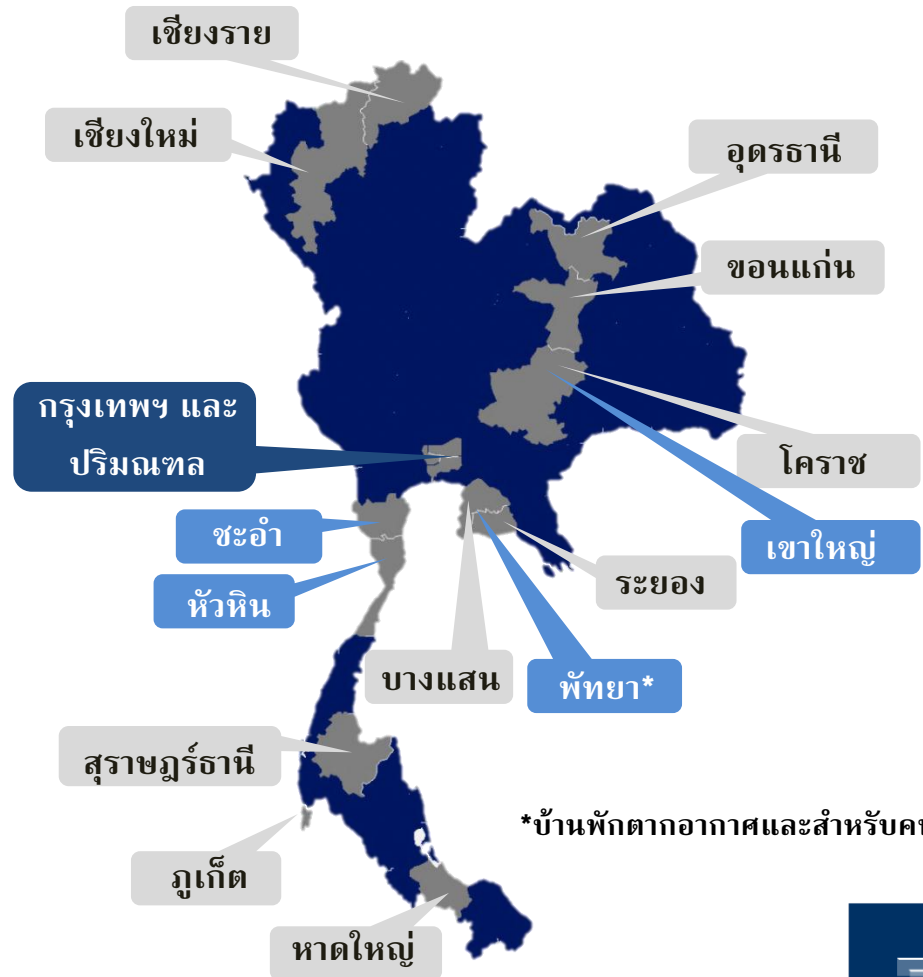 เชียงราย
เชียงใหม่
อุดรธานี
ขอนแก่น
กรุงเทพฯ และ
ปริมณฑล
โคราช
ชะอำ
เขาใหญ่
ระยอง
หัวหิน
บางแสน
พัทยา*
สุราษฎร์ธานี
*บ้านพักตากอากาศและสำหรับ
ภูเก็ต
หาดใหญ่